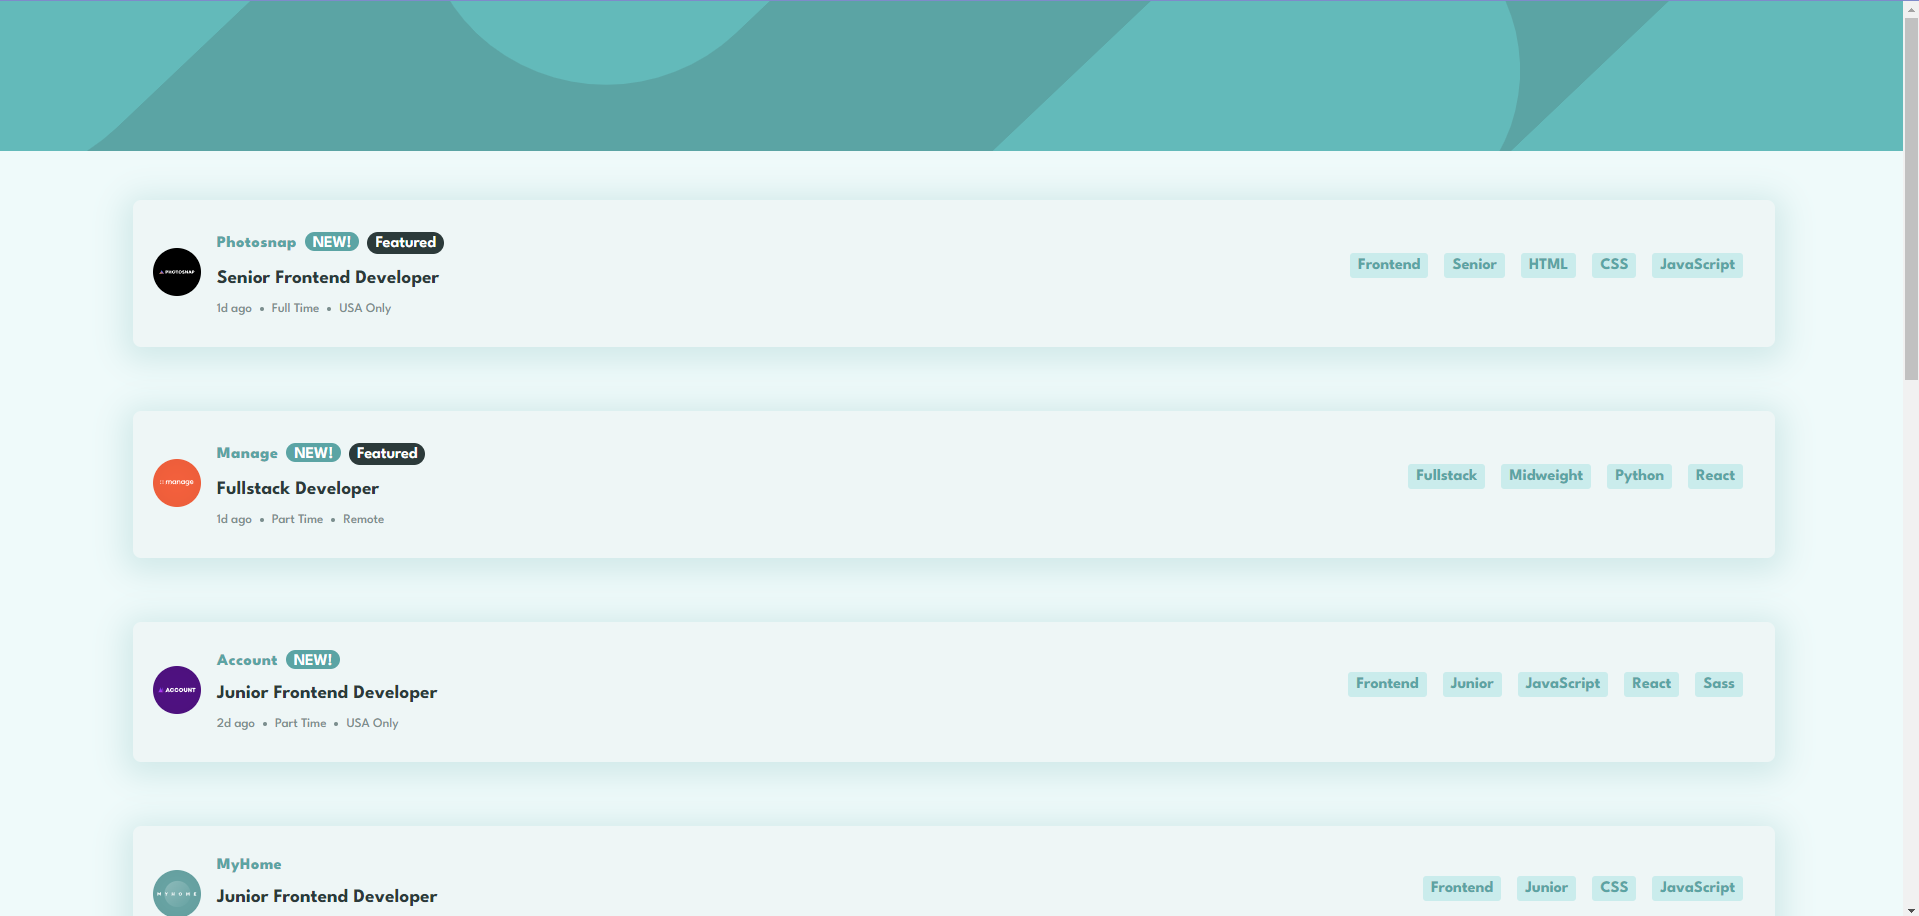 Photosnap NEW! Featured
PHOTOSNAP
Senior Frontend Developer
1d ago • Full Time • USA Only
Frontend Senior HTML CSS JavaScript
Manage NEW! Featured
manage
Fullstack Developer
1d ago • Part Time • Remote
Fullstack Midweight Python React
Account NEW!
ACCOUNT
Junior Frontend Developer
2d ago • Part Time • USA Only
Frontend Junior JavaScript React Sass
MyHome
MYHOME
Junior Frontend Developer
Frontend Junior CSS JavaScript